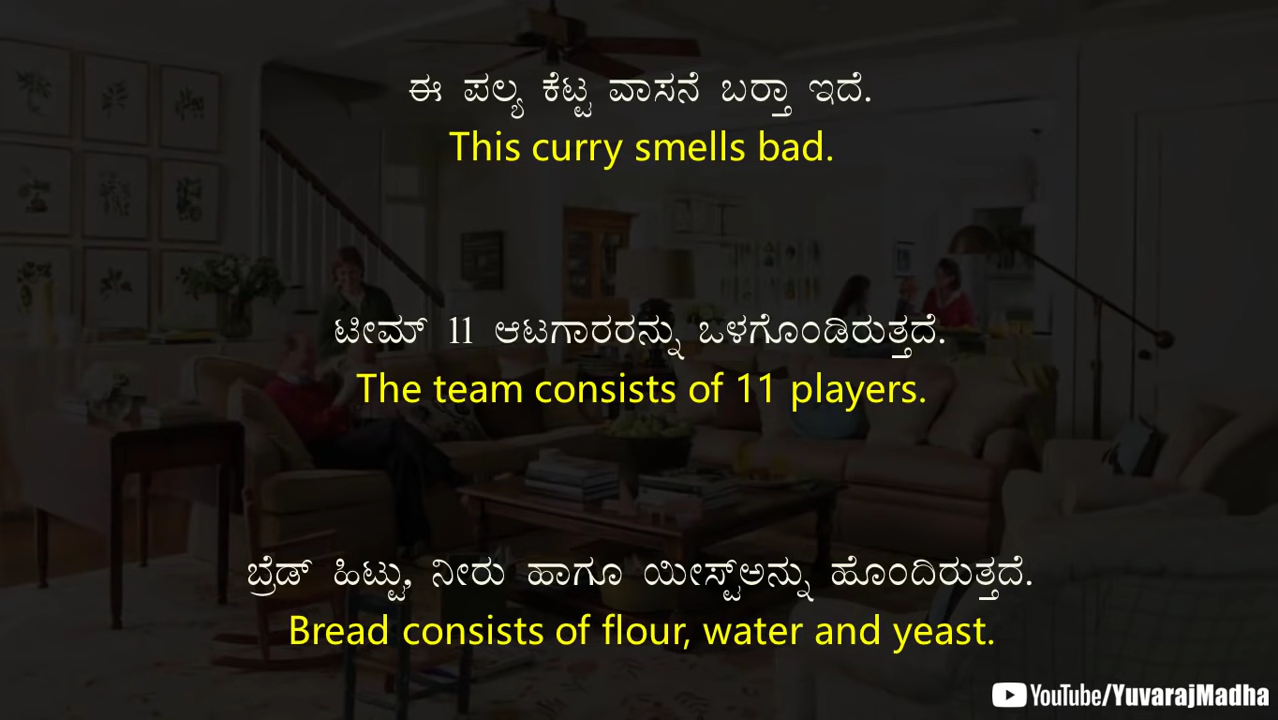 ಈ ಪಲ್ಯ ಕೆಟ್ಟ ವಾಸನೆ ಬರ‍್ತಾ ಇದೆ.
This curry smells bad.
ಟೀಮ್ 11 ಆಟಗಾರರನ್ನು ಒಳಗೊಂಡಿರುತ್ತದೆ.
The team consists of 11 players.
ಬ್ರೆಡ್ ಹಿಟ್ಟು, ನೀರು ಹಾಗೂ ಯೀಸ್ಟ್‌ಅನ್ನು ಹೊಂದಿರುತ್ತದೆ.
Bread consists of flour, water and yeast.
YouTube/YuvarajMadha